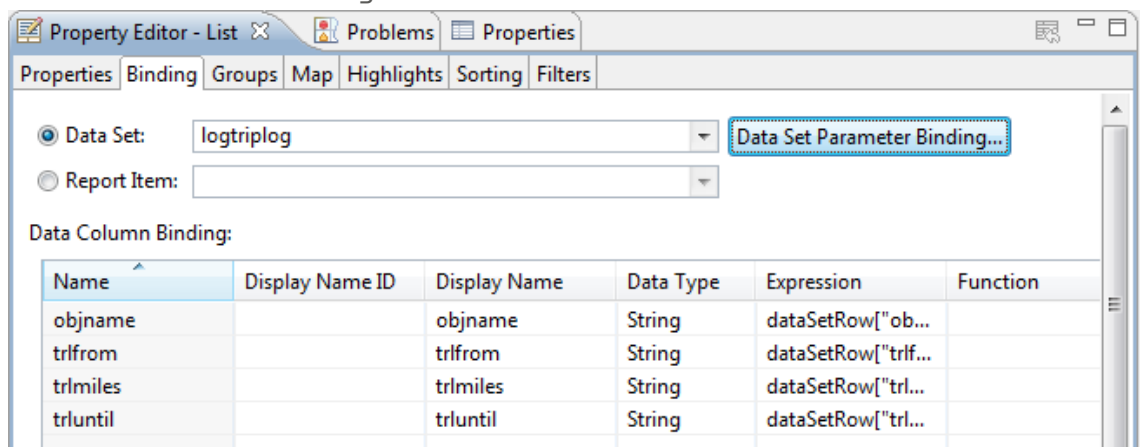 Property Editor - List Problems Properties
Properties Binding Groups Map Highlights Sorting Filters
Data Set: logtriplog Data Set Parameter Binding...
Report Item:
Data Column Binding:
Name Display Name ID Display Name Data Type Expression Function
objname objname String dataSetRow["ob...
trlfrom trlfrom String dataSetRow["trlf...
trlmiles trlmiles String dataSetRow["trl...
trluntil trluntil String dataSetRow["trl...